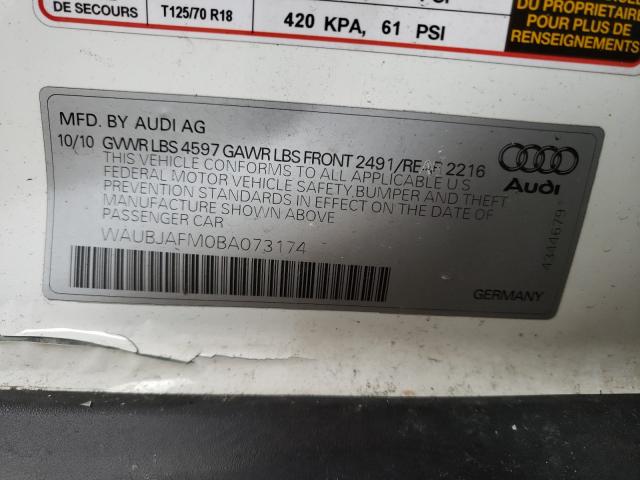 DE SECOURS T125/70 R18 420 KPA, 61 PSI
DU PROPRIETAIRE
POUR PLUS DE
RENSEIGNEMENTS
MFD. BY AUDI AG
10/10 GVWR LBS 4597 GAWR LBS FRONT 2491/REAR 2216
THIS VEHICLE CONFORMS TO ALL APPLICABLE U S
FEDERAL MOTOR VEHICLE SAFETY BUMPER AND THEFT
PREVENTION STANDARDS IN EFFECT ON THE DATE OF
MANUFACTURE SHOWN ABOVE
PASSENGER CAR
WAUBJAFM0BA073174
Audi
4344679
GERMANY